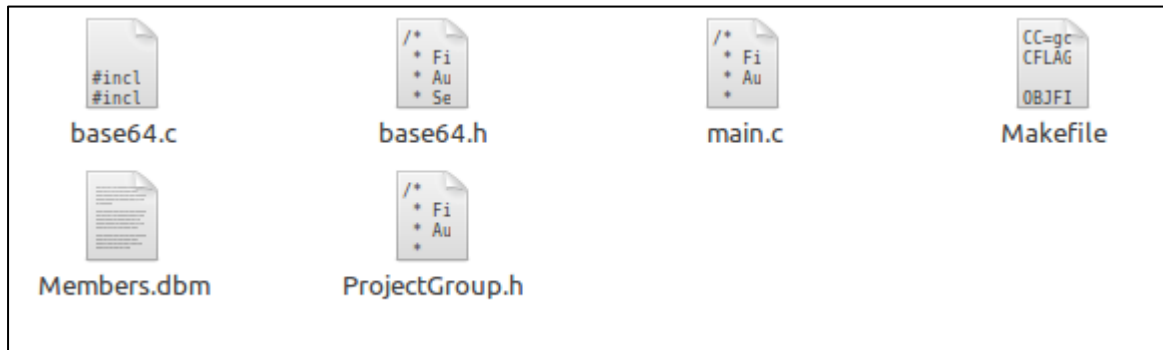 #incl
#incl
base64.c
/*
* Fi
* Au
* Se
base64.h
/*
* Fi
* Au
*
main.c
CC=gc
CFLAG
OBJFI
Makefile
Members.dbm
/*
* Fi
* Au
*
ProjectGroup.h